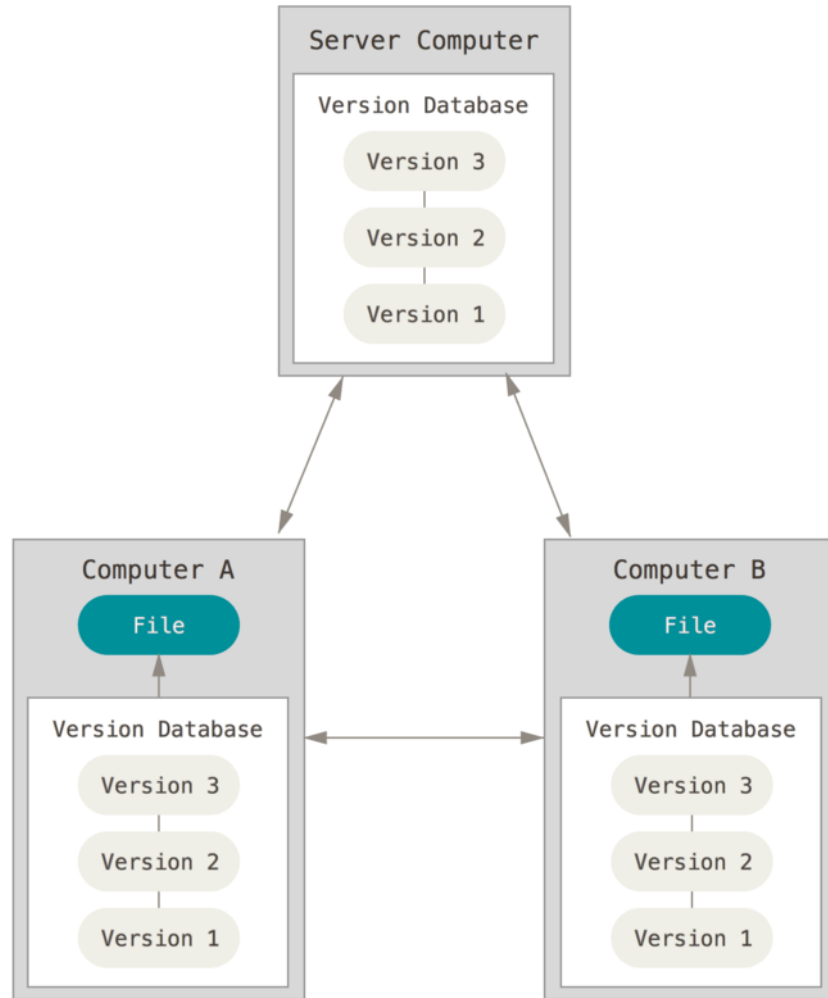 Server Computer
Version Database
Version 3
Version 2
Version 1
Computer A
File
Version Database
Version 3
Version 2
Version 1
Computer B
File
Version Database
Version 3
Version 2
Version 1